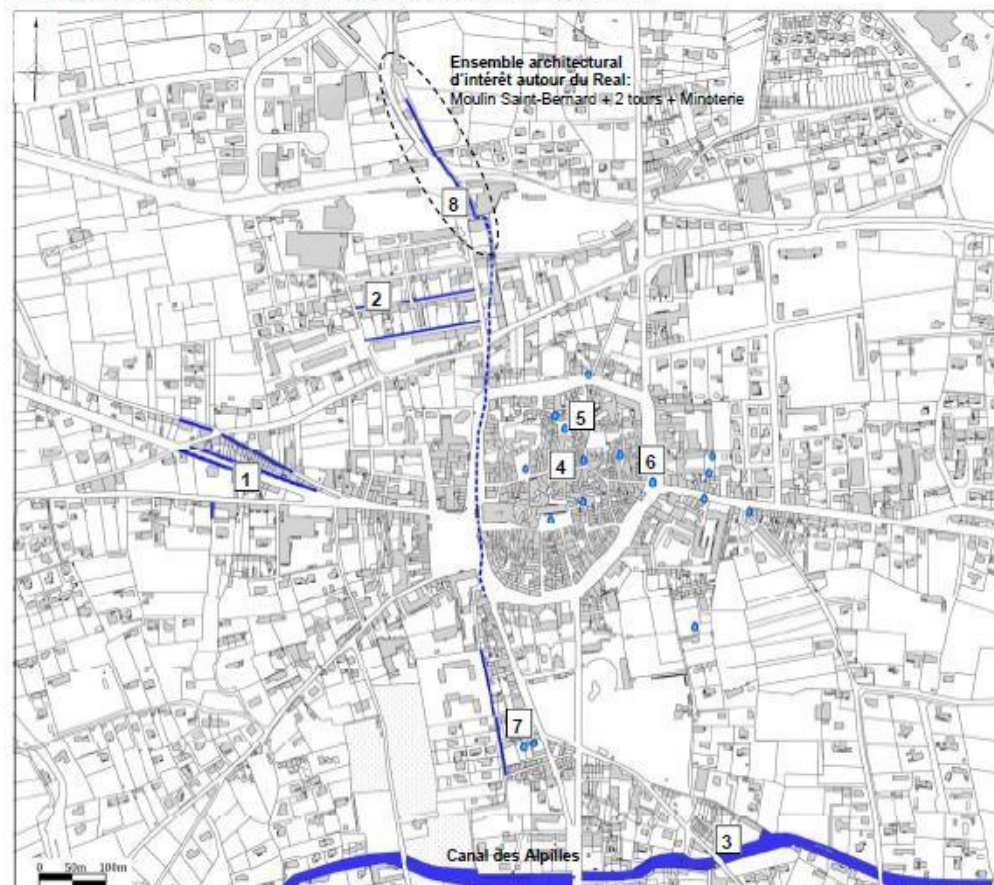 Ensemble architectural
d'intérêt autour du Real:
Moulin Saint-Bernard + 2 tours + Minoterie
8
2
5
4
6
1
7
3
Canal des Alpilles
0 50m 100m